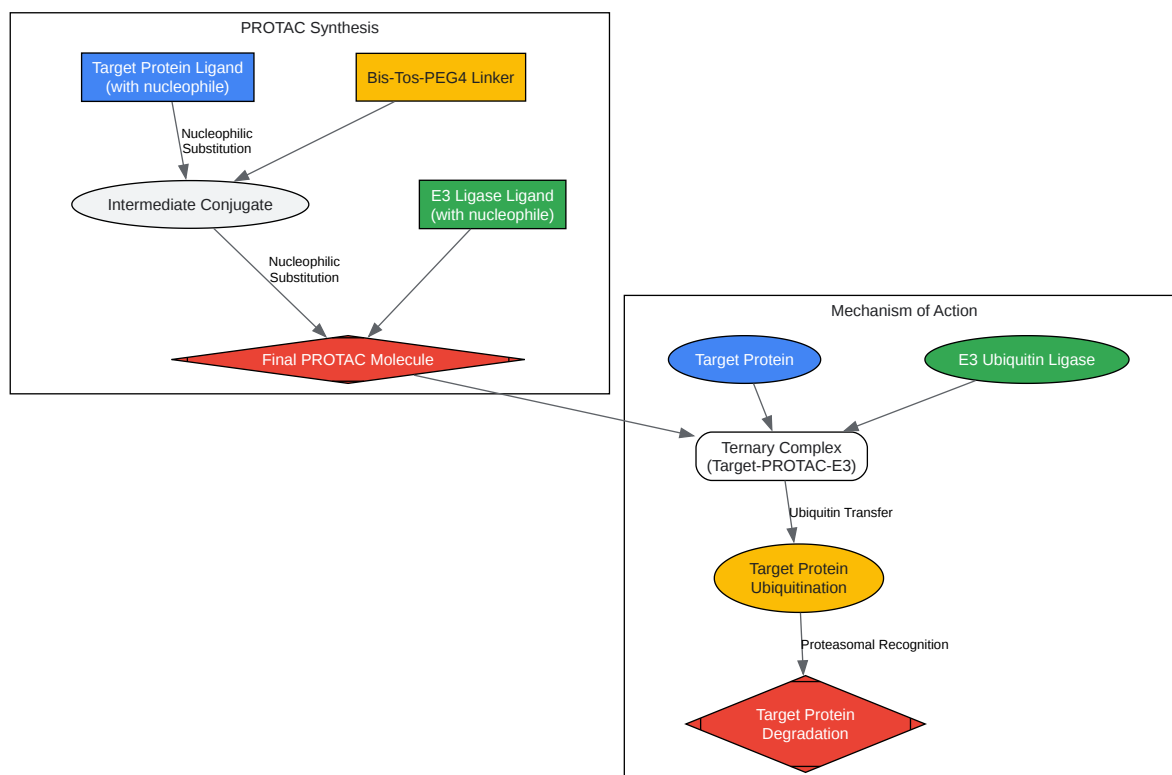 PROTAC Synthesis
Target Protein Ligand
(with nucleophile)
Bis-Tos-PEG4 Linker
Nucleophilic
Substitution
Intermediate Conjugate
E3 Ligase Ligand
(with nucleophile)
Nucleophilic
Substitution
Final PROTAC Molecule
Mechanism of Action
Target Protein
E3 Ubiquitin Ligase
Ternary Complex
(Target-PROTAC-E3)
Ubiquitin Transfer
Target Protein
Ubiquitination
Proteasomal Recognition
Target Protein
Degradation